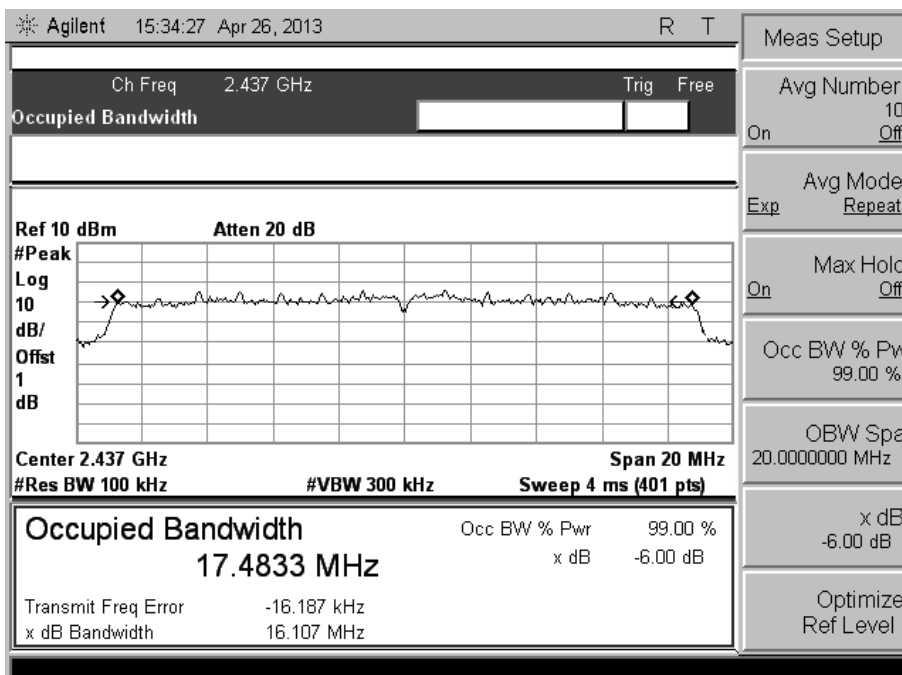 Agilent 15:34:27 Apr 26, 2013 R T
Ch Freq 2.437 GHz Trig Free
Occupied Bandwidth
Ref 10 dBm Atten 20 dB
#Peak
Log
10
dB/
Offst
1
dB
Center 2.437 GHz Span 20 MHz
#Res BW 100 kHz #VBW 300 kHz Sweep 4 ms (401 pts)
Occupied Bandwidth Occ BW % Pwr 99.00 %
17.4833 MHz x dB -6.00 dB
Transmit Freq Error -16.187 kHz
x dB Bandwidth 16.107 MHz
Meas Setup
Avg Number
10
On Off
Avg Mode
Exp Repeat
Max Hold
On Off
Occ BW % Pw
99.00 %
OBW Spa
20.0000000 MHz
x dB
-6.00 dB
Optimize
Ref Level